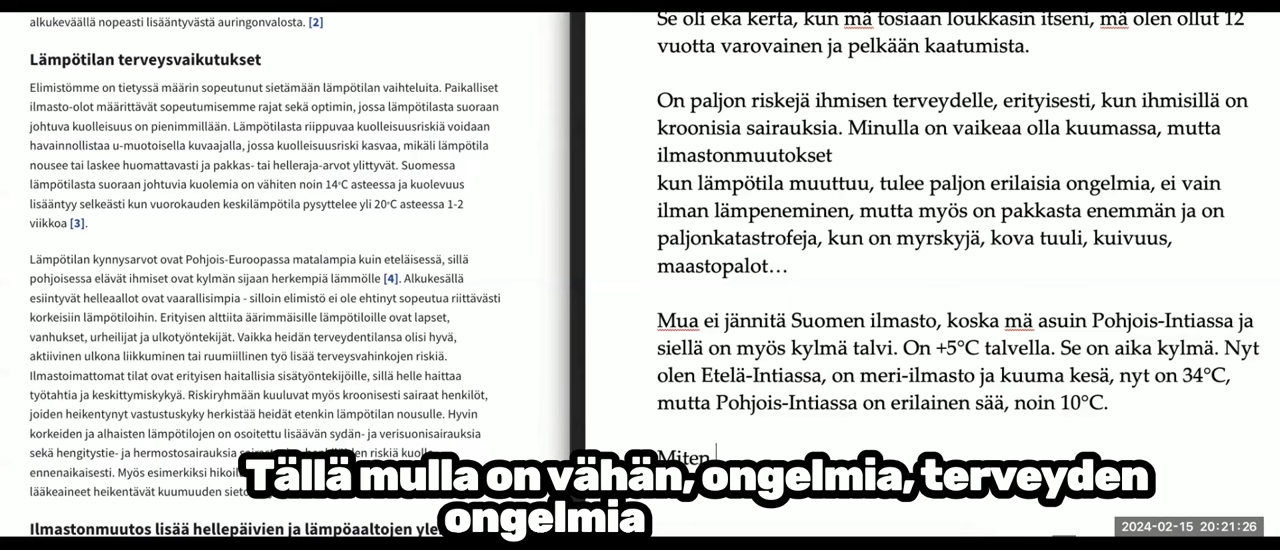 alkukeväällä nopeasti lisääntyvästä auringonvalosta. [2]
Lämpötilan terveysvaikutukset
Elimistömme on tietyssä määrin sopeutunut sietämään lämpötilan vaihteluita. Paikalliset
ilmasto-olot määrittävät sopeutumisemme rajat sekä optimin, jossa lämpötilasta suoraan
johtuva kuolleisuus on pienimmillään. Lämpötilasta riippuvaa kuolleisuusriskiä voidaan
havainnollistaa u-muotoisella kuvaajalla, jossa kuolleisuusriski kasvaa, mikäli lämpötila
nousee tai laskee huomattavasti ja pakkas- tai helleraja-arvot ylittyvät. Suomessa
lämpötilasta suoraan johtuvia kuolemia on vähiten noin 14°C asteessa ja kuolevuus
lisääntyy selkeästi kun vuorokauden keskilämpötila pysyttelee yli 20°C asteessa 1-2
viikkoa [3].
Lämpötilan kynnysarvot ovat Pohjois-Euroopassa matalampia kuin eteläisessä, sillä
pohjoisessa elävät ihmiset ovat kylmän sijaan herkempiä lämmölle [4]. Alkukesällä
esiintyvät helleaallot ovat vaarallisimpia - silloin elimistö ei ole ehtinyt sopeutua riittävästi
korkeisiin lämpötiloihin. Erityisen alttiita äärimmäisille lämpötiloille ovat lapset,
vanhukset, urheilijat ja ulkotyöntekijät. Vaikka heidän terveydentilansa olisi hyvä,
aktiivinen ulkona liikkuminen tai ruumiillinen työ lisää terveysvahinkojen riskiä.
Ilmastoimattomat tilat ovat erityisen haitallisia sisätyöntekijöille, sillä helle haittaa
työtahtia ja keskittymiskykyä. Riskiryhmään kuuluvat myös kroonisesti sairaat henkilöt,
joiden heikentynyt vastustuskyky herkistää heidät etenkin lämpötilan nousulle. Hyvin
korkeiden ja alhaisten lämpötilojen on osoitettu lisäävän sydän- ja verisuonisairauksia
sekä hengitystie- ja hermostosairauksia riskiä
ennenaikaisesti. Myös esimerkiksi
lääkeaineet heikentävät kuumuuden
Ilmastonmuutos lisää hellepäivien ja lämpöaaltojen
Se oli eka kerta, kun mä tosiaan loukkasin itseni, mä olen ollut 12
vuotta varovainen ja pelkään kaatumista.
On paljon riskejä ihmisen terveydelle, erityisesti, kun ihmisillä on
kroonisia sairauksia. Minulla on vaikeaa olla kuumassa, mutta
ilmastonmuutokset
kun lämpötila muuttuu, tulee paljon erilaisia ongelmia, ei vain
ilman lämpeneminen, mutta myös on pakkasta enemmän ja on
paljonkatastrofeja, kun on myrskyjä, kova tuuli, kuivuus,
maastopalot…
Mua ei jännitä Suomen ilmasto, koska mä asuin Pohjois-Intiassa ja
siellä on myös kylmä talvi. On +5°C talvella. Se on aika kylmä. Nyt
olen Etelä-Intiassa, on meri-ilmasto ja kuuma kesä, nyt on 34°C,
mutta Pohjois-Intiassa on erilainen sää, noin 10°C.
Miten
Tällä mulla on vähän, ongelmia, terveyden
ongelmia
2024-02-15 20:21:26